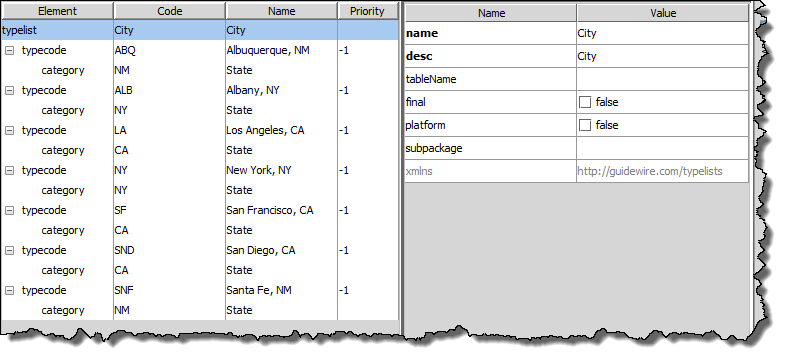 Element Code Name Priority
typelist City City
typecode ABQ Albuquerque, NM -1
category NM State
typecode ALB Albany, NY -1
category NY State
typecode LA Los Angeles, CA -1
category CA State
typecode NY New York, NY -1
category NY State
typecode SF San Francisco, CA -1
category CA State
typecode SND San Diego, CA -1
category CA State
typecode SNF Santa Fe, NM -1
category NM State
Name Value
name City
desc City
tableName
final false
platform false
subpackage
xmlns http://guidewire.com/typelists